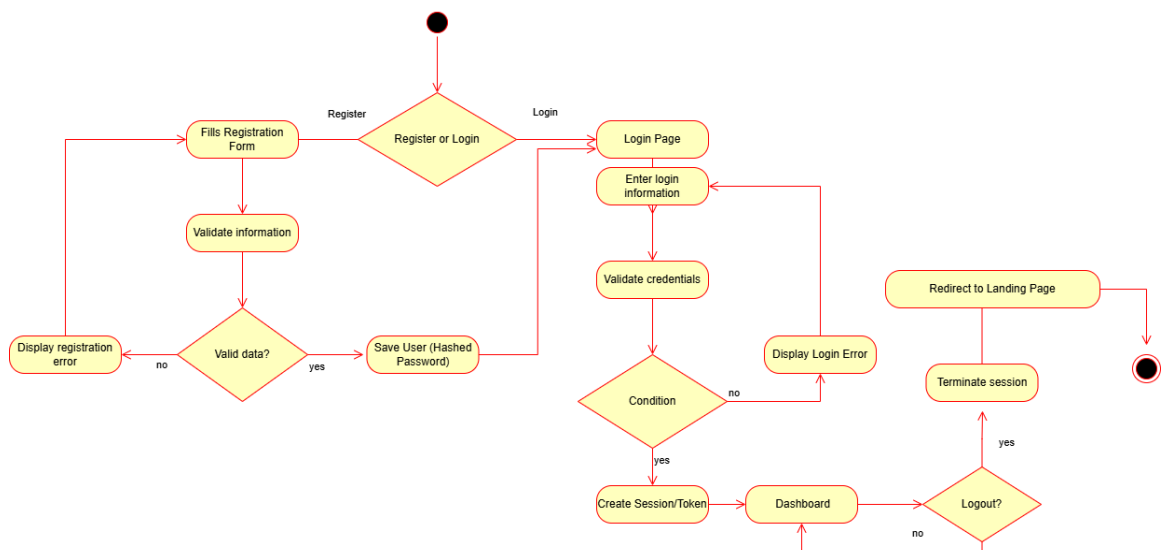 Register
Login
Register or Login
Fills Registration
Form
Login Page
Enter login
information
Validate information
Validate credentials
Redirect to Landing Page
Display registration
error
no
Valid data?
yes
Save User (Hashed
Password)
Display Login Error
Terminate session
Condition
no
yes
yes
Create Session/Token
Dashboard
Logout?
no